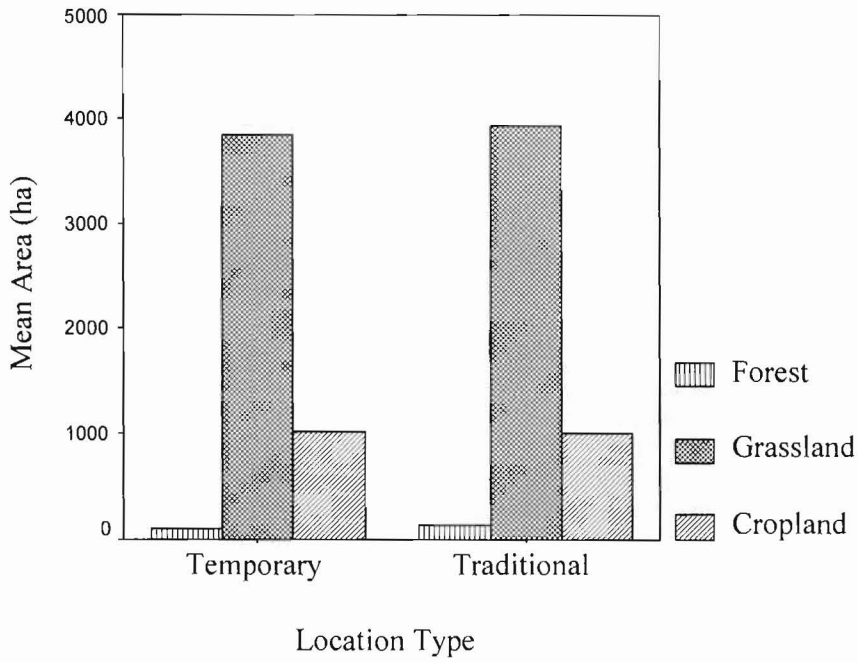 5000
4000
3000
2000
1000
0
Mean Area (ha)
Temporary
Traditional
Location Type
Forest
Grassland
Cropland